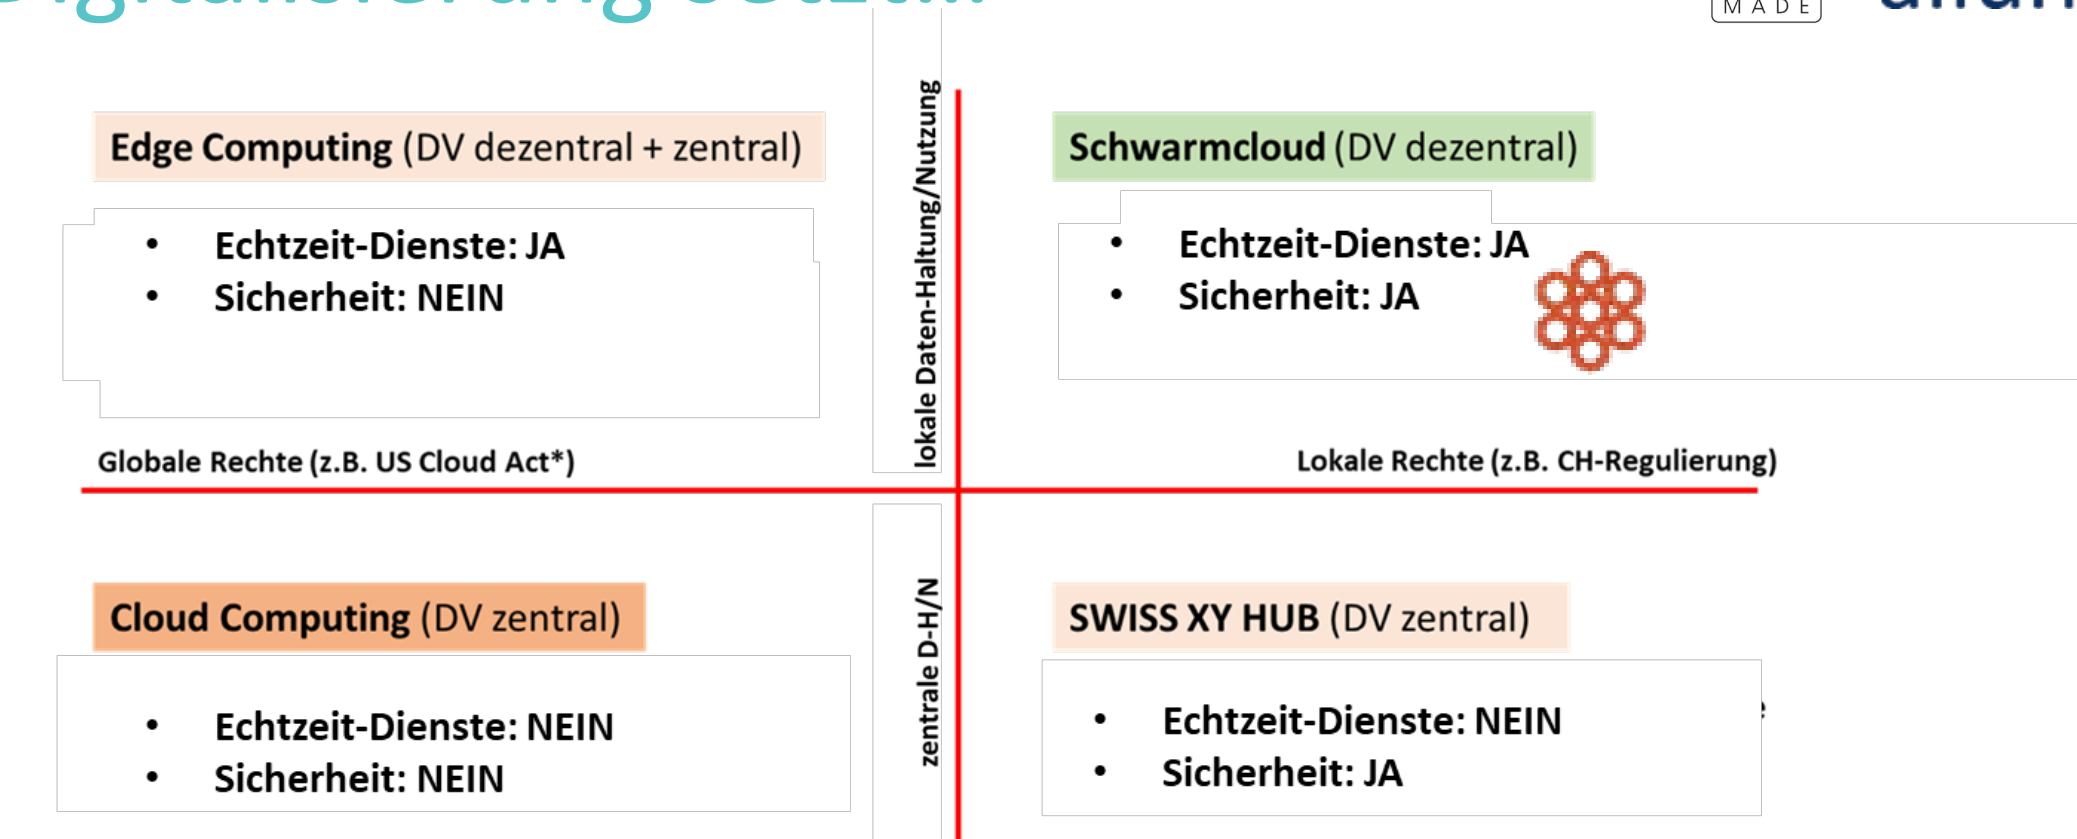 MADE
Edge Computing (DV dezentral + zentral)
• Echtzeit-Dienste: JA
• Sicherheit: NEIN
lokale Daten-Haltung/Nutzung
Schwarmcloud (DV dezentral)
• Echtzeit-Dienste: JA
• Sicherheit: JA
Globale Rechte (z.B. US Cloud Act*)
Lokale Rechte (z.B. CH-Regulierung)
Cloud Computing (DV zentral)
• Echtzeit-Dienste: NEIN
• Sicherheit: NEIN
zentrale D-H/N
SWISS XY HUB (DV zentral)
• Echtzeit-Dienste: NEIN
• Sicherheit: JA